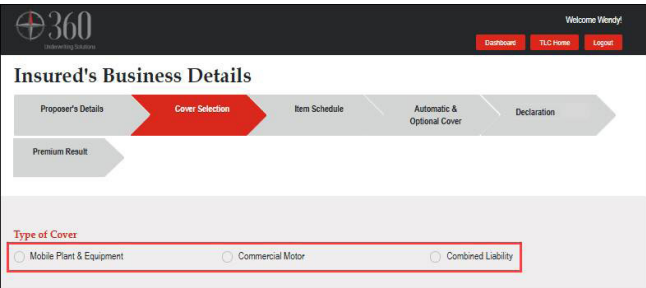 360
Underwriting Solutions
Welcome Wendy!
Dashboard TLC Home Logout
Insured's Business Details
Proposer's Details Cover Selection Item Schedule Automatic & Optional Cover Declaration
Premium Result
Type of Cover
Mobile Plant & Equipment Commercial Motor Combined Liability